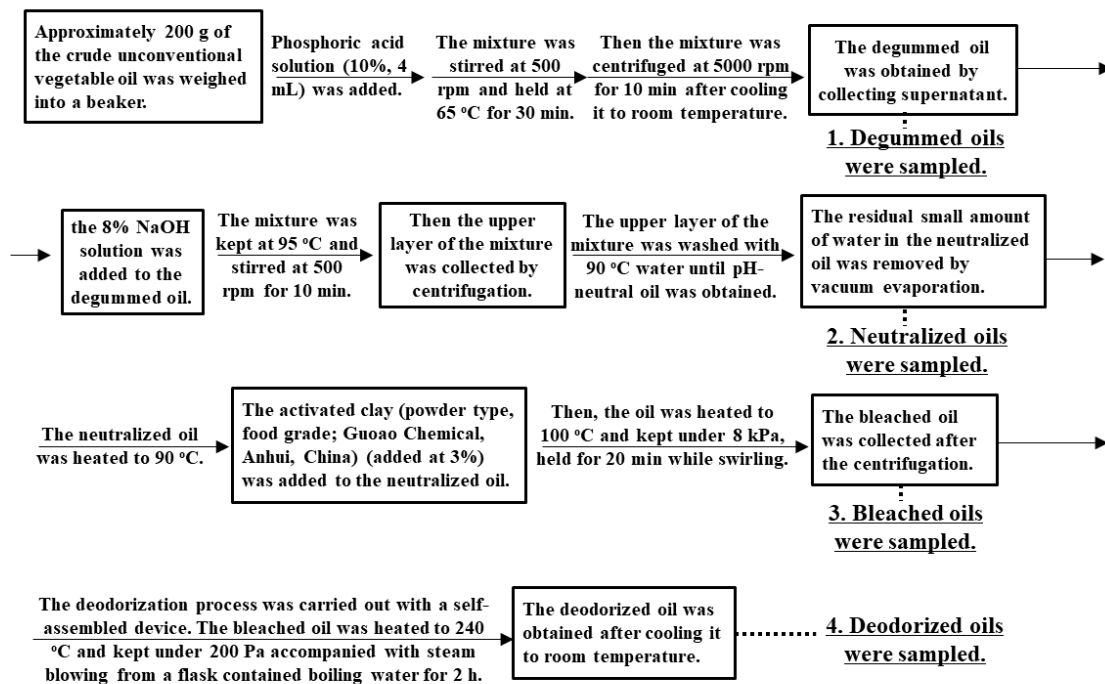 Approximately 200 g of
the crude unconventional
vegetable oil was weighed
into a beaker.
Phosphoric acid
solution (10%, 4
mL) was added.
The mixture was
stirred at 500
rpm and held at
65 °C for 30 min.
Then the mixture was
centrifuged at 5000 rpm
for 10 min after cooling
it to room temperature.
The degummed oil
was obtained by
collecting supernatant.
1. Degummed oils
were sampled.
the 8% NaOH
solution was
added to the
degummed oil.
The mixture was
kept at 95 °C and
stirred at 500
rpm for 10 min.
Then the upper
layer of the mixture
was collected by
centrifugation.
The upper layer of the
mixture was washed with
90 °C water until pH-
neutral oil was obtained.
The residual small amount
of water in the neutralized
oil was removed by
vacuum evaporation.
2. Neutralized oils
were sampled.
The neutralized oil
was heated to 90 °C.
The activated clay (powder type,
food grade; Guoao Chemical,
Anhui, China) (added at 3%)
was added to the neutralized oil.
Then, the oil was heated to
100 °C and kept under 8 kPa,
held for 20 min while swirling.
The bleached oil
was collected after
the centrifugation.
3. Bleached oils
were sampled.
The deodorization process was carried out with a self-
assembled device. The bleached oil was heated to 240
°C and kept under 200 Pa accompanied with steam
blowing from a flask contained boiling water for 2 h.
The deodorized oil was
obtained after cooling it
to room temperature.
4. Deodorized oils
were sampled.